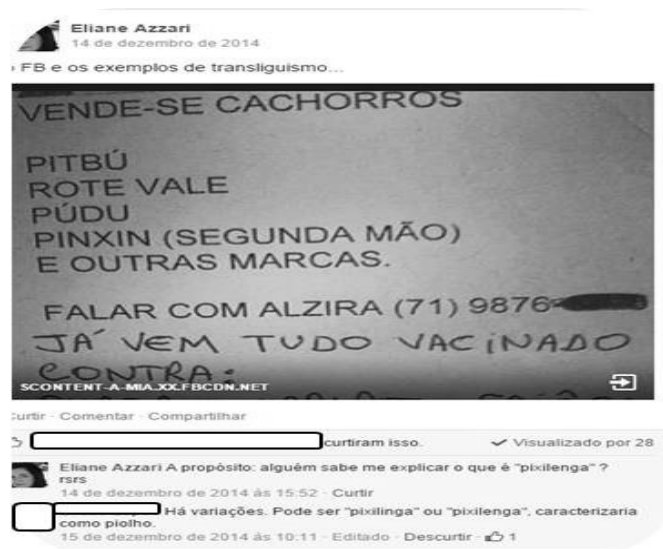 Eliane Azzari
14 de dezembro de 2014
FB e os exemplos de transliguismo...
VENDE-SE CACHORROS
PITBÚ
ROTE VALE
PÚDU
PINXIN (SEGUNDA MÃO)
E OUTRAS MARCAS.
FALAR COM ALZIRA (71) 9876
JÁ VEM TUDO VACINADO
CONTRA:
SCONTENT-A-MIA.XX.FBCDN.NET
Curtir · Comentar · Compartilhar
curtiram isso. ✓ Visualizado por 28
Eliane Azzari A propósito: alguém sabe me explicar o que é "pixilenga" ?
rsrs
14 de dezembro de 2014 às 15:52 · Curtir
Há variações. Pode ser "pixilinga" ou "pixilenga", caracterizaria
como piolho.
15 de dezembro de 2014 às 10:11 · Editado · Descurtir · 1